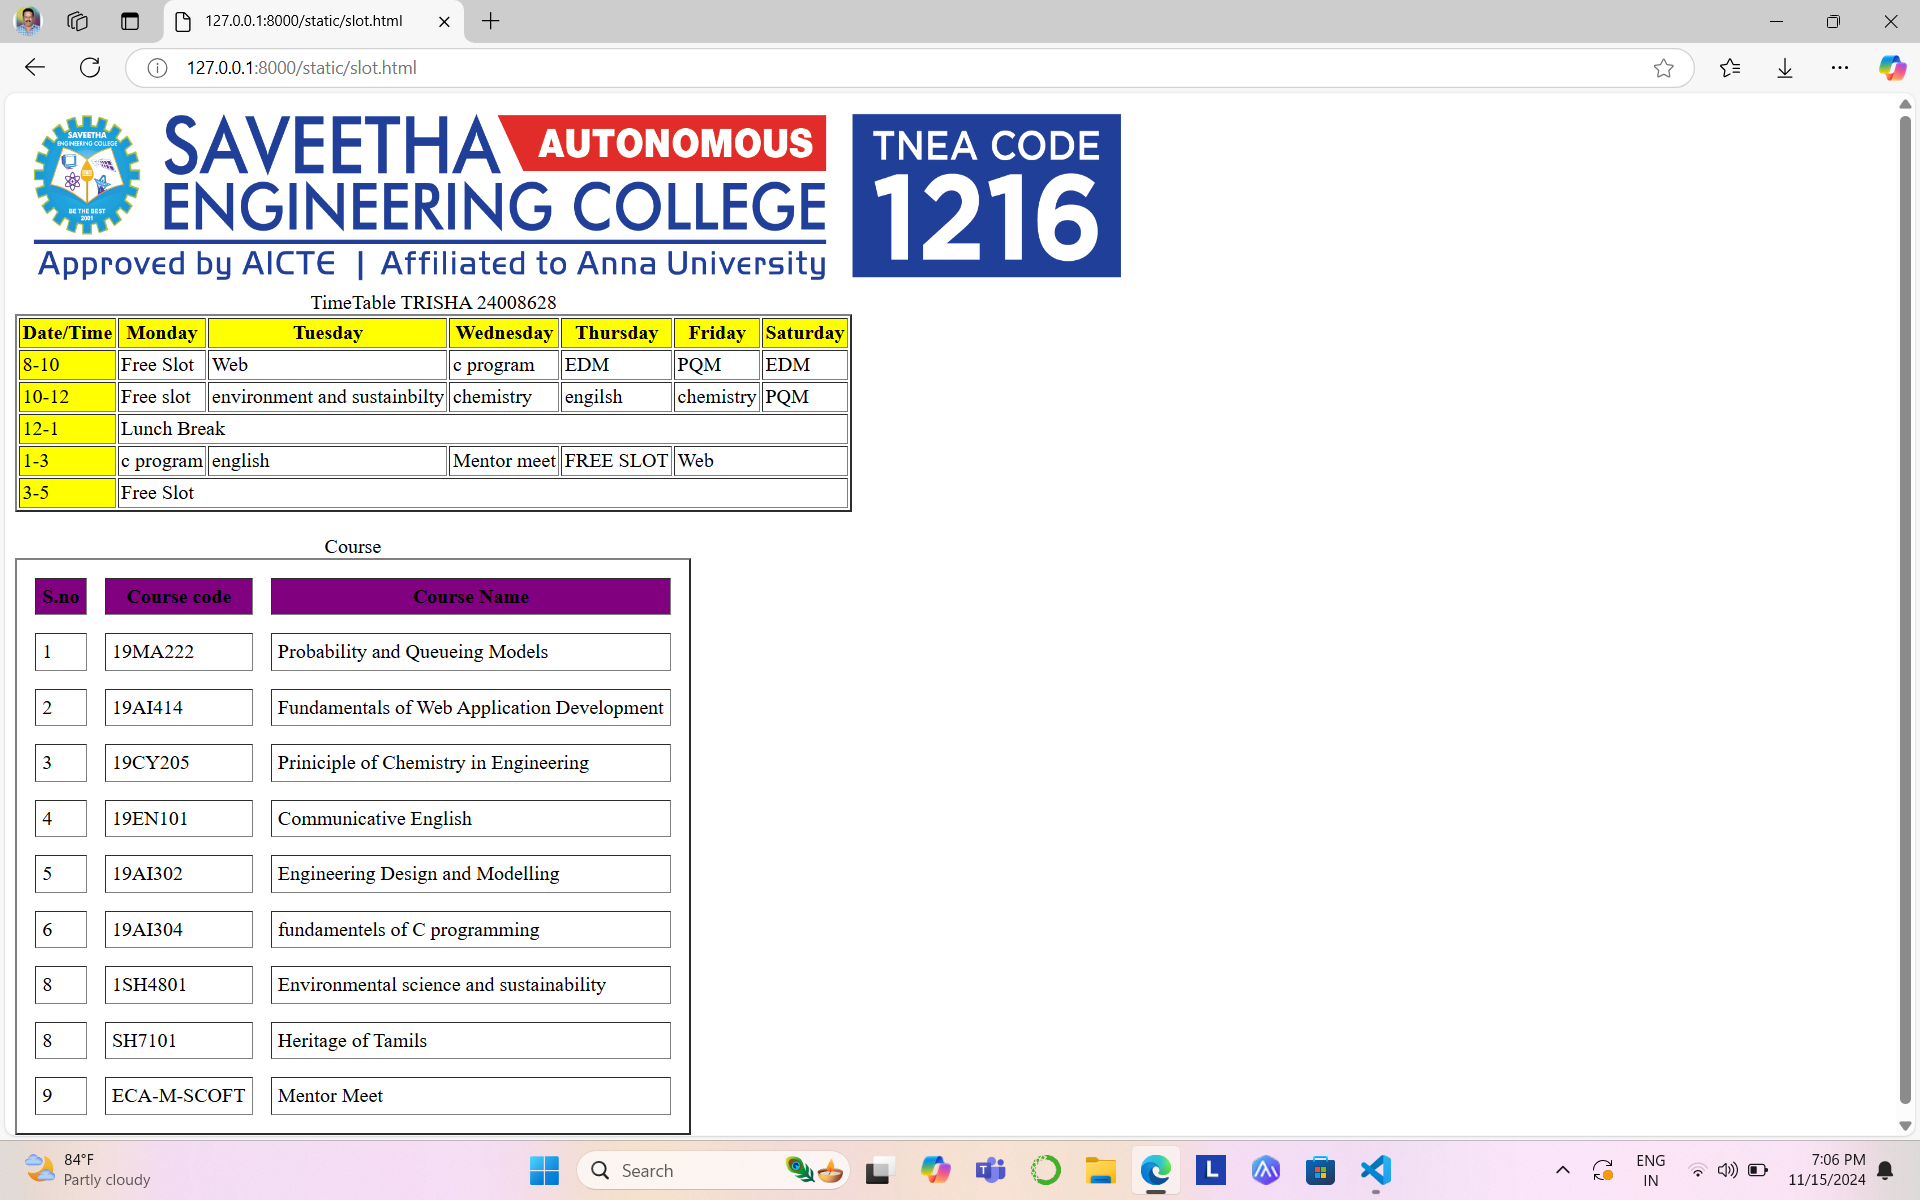 127.0.0.1:8000/static/slot.html
127.0.0.1:8000/static/slot.html
SAVEETHA
ENGINEERING COLLEGE
BE THE BEST
2001
SAVEETHA AUTONOMOUS
ENGINEERING COLLEGE
Approved by AICTE | Affiliated to Anna University
TNEA CODE
1216
TimeTable TRISHA 24008628
Date/Time Monday Tuesday Wednesday Thursday Friday Saturday
8-10 Free Slot Web c program EDM PQM EDM
10-12 Free slot environment and sustainbilty chemistry engilsh chemistry PQM
12-1 Lunch Break
1-3 c program english Mentor meet FREE SLOT Web
3-5 Free Slot
Course
S.no Course code Course Name
1 19MA222 Probability and Queueing Models
2 19AI414 Fundamentals of Web Application Development
3 19CY205 Priniciple of Chemistry in Engineering
4 19EN101 Communicative English
5 19AI302 Engineering Design and Modelling
6 19AI304 fundamentels of C programming
8 1SH4801 Environmental science and sustainability
8 SH7101 Heritage of Tamils
9 ECA-M-SCOFT Mentor Meet
84°F
Partly cloudy
Search
L
ENG
IN
7:06 PM
11/15/2024